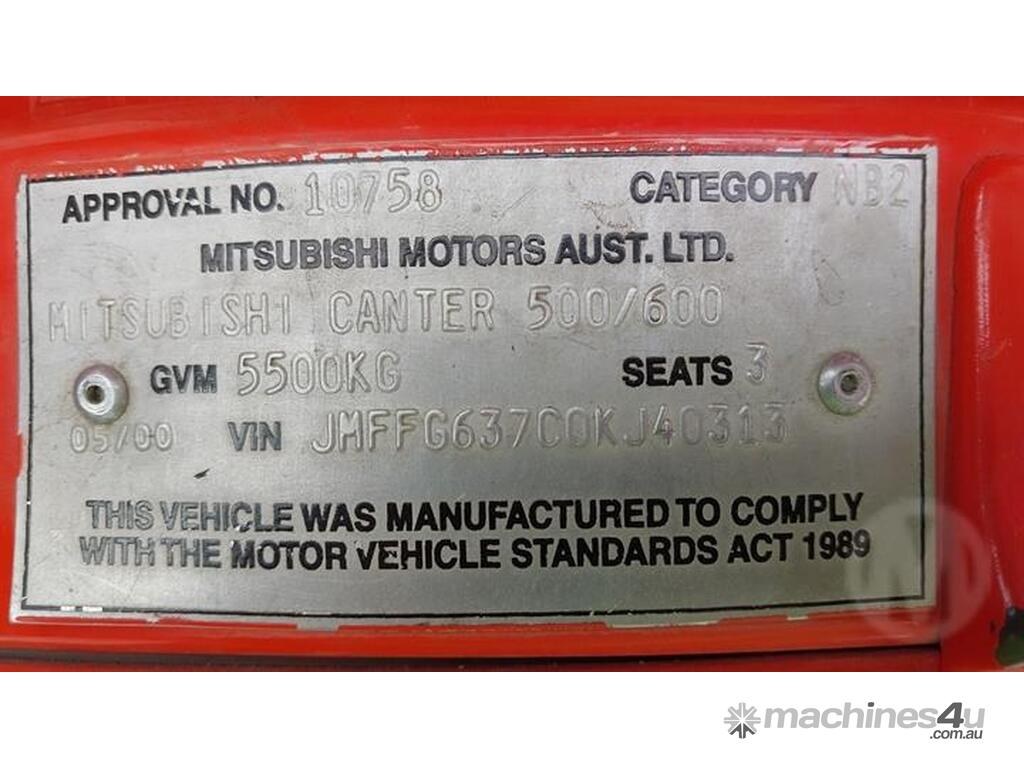 APPROVAL NO. 10758 CATEGORY NB2
MITSUBISHI MOTORS AUST. LTD.
MITSUBISHI CANTER 500/600
GVM 5500KG SEATS 3
05/00 VIN JMFFG637C0KJ40313
THIS VEHICLE WAS MANUFACTURED TO COMPLY
WITH THE MOTOR VEHICLE STANDARDS ACT 1989
machines4u
.com.au